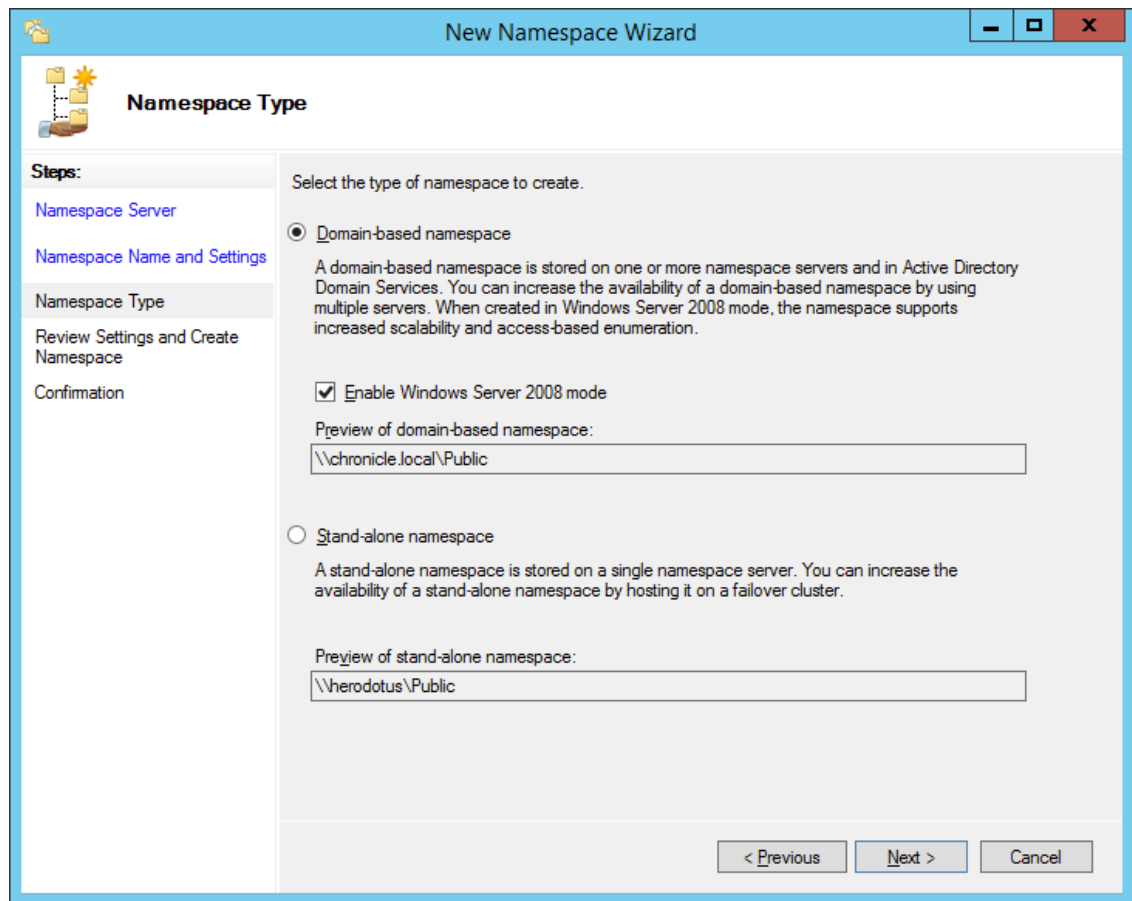 New Namespace Wizard
Namespace Type
Steps:
Namespace Server
Namespace Name and Settings
Namespace Type
Review Settings and Create
Namespace
Confirmation
Select the type of namespace to create.
Domain-based namespace
A domain-based namespace is stored on one or more namespace servers and in Active Directory
Domain Services. You can increase the availability of a domain-based namespace by using
multiple servers. When created in Windows Server 2008 mode, the namespace supports
increased scalability and access-based enumeration.
Enable Windows Server 2008 mode
Preview of domain-based namespace:
\\chronicle.local\Public
Stand-alone namespace
A stand-alone namespace is stored on a single namespace server. You can increase the
availability of a stand-alone namespace by hosting it on a failover cluster.
Preview of stand-alone namespace:
\\herodotus\Public
< Previous
Next >
Cancel